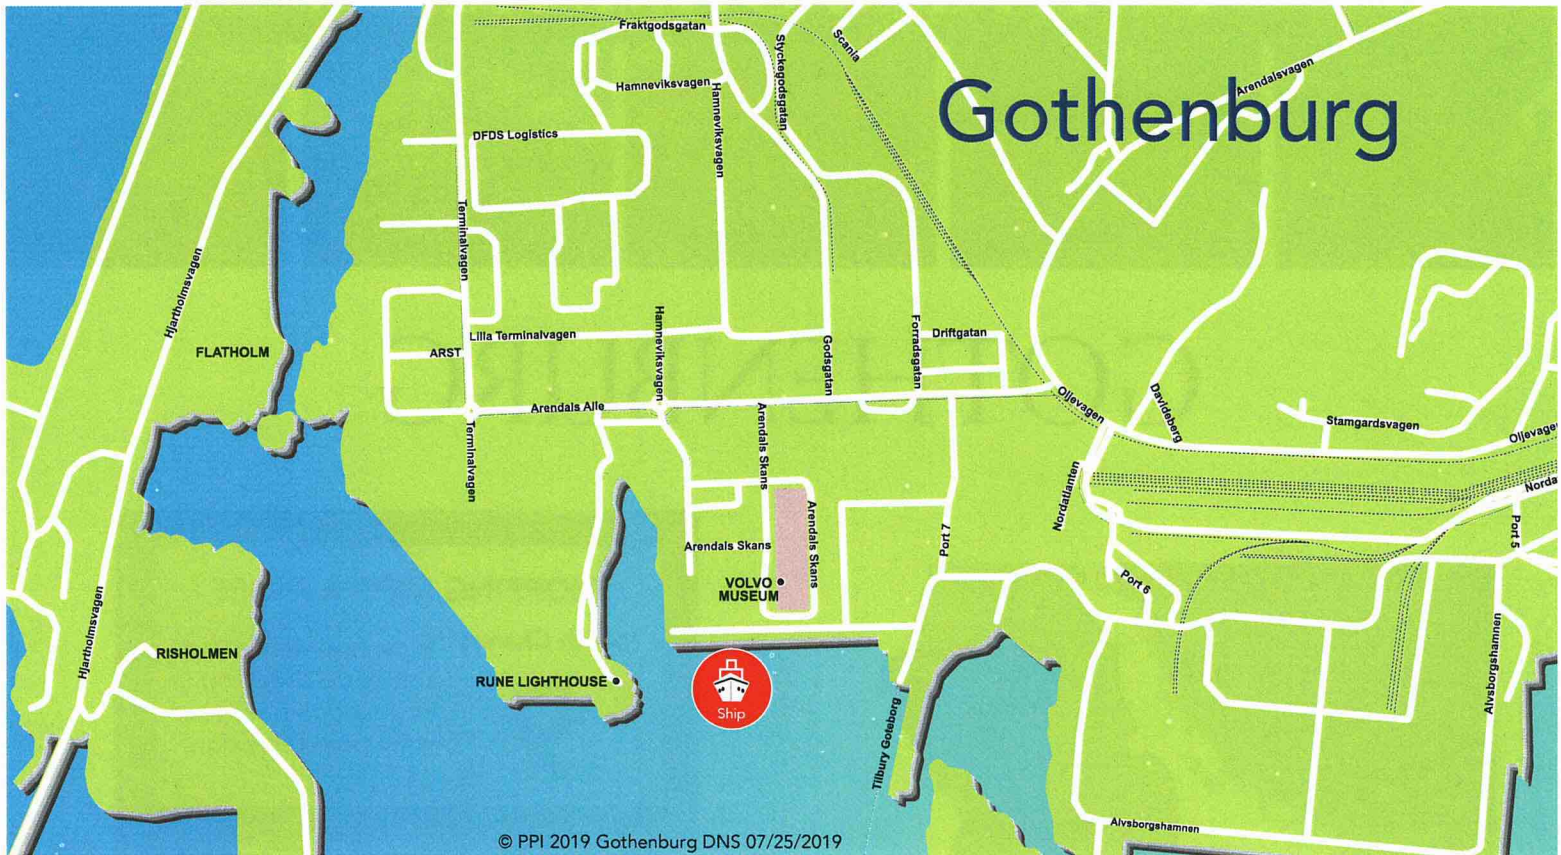 Gothenburg
Fraktgodsgatan
Styckegodsgatan
Scania
Arendalsvagen
Hamneviksvagen
Hamneviksvagen
DFDS Logistics
Terminalvagen
Hjartholmsvagen
FLATHOLM
Lilla Terminalvagen
ARST
Hamneviksvagen
Godsgatan
Forradsgatan
Driftgatan
Arendals Alle
Terminalvagen
Arendals Skans
Oljevagen
Davideberg
Stamgardsvagen
Oljevagen
Nordatlanten
Norda
Arendals Skans
Arendals Skans
Port 7
Port 5
Port 6
VOLVO
MUSEUM
Hjartholmsvagen
RISHOLMEN
RUNE LIGHTHOUSE
Ship
Tilbury Goteborg
Alvsborgshamnen
Alvsborgshamnen
© PPI 2019 Gothenburg DNS 07/25/2019